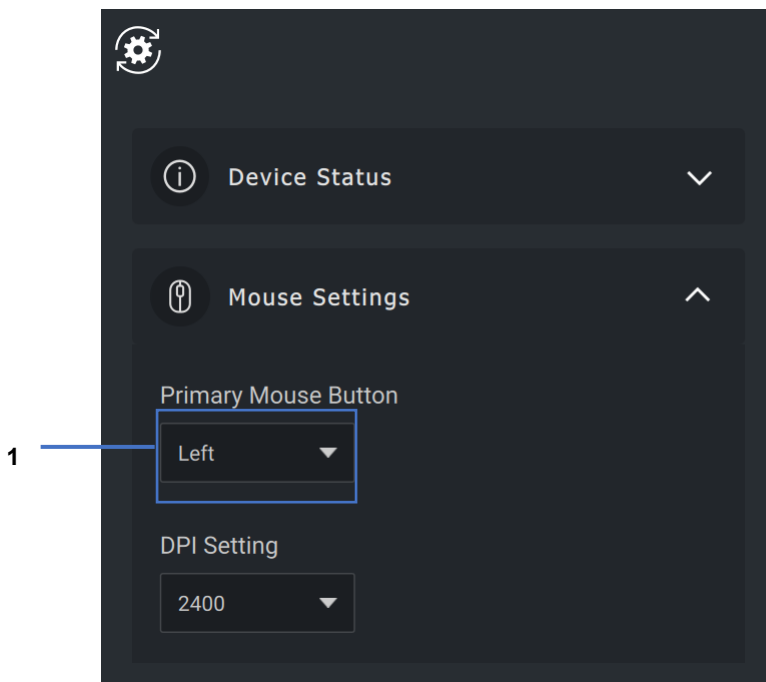 Device Status
Mouse Settings
Primary Mouse Button
1
Left
DPI Setting
2400